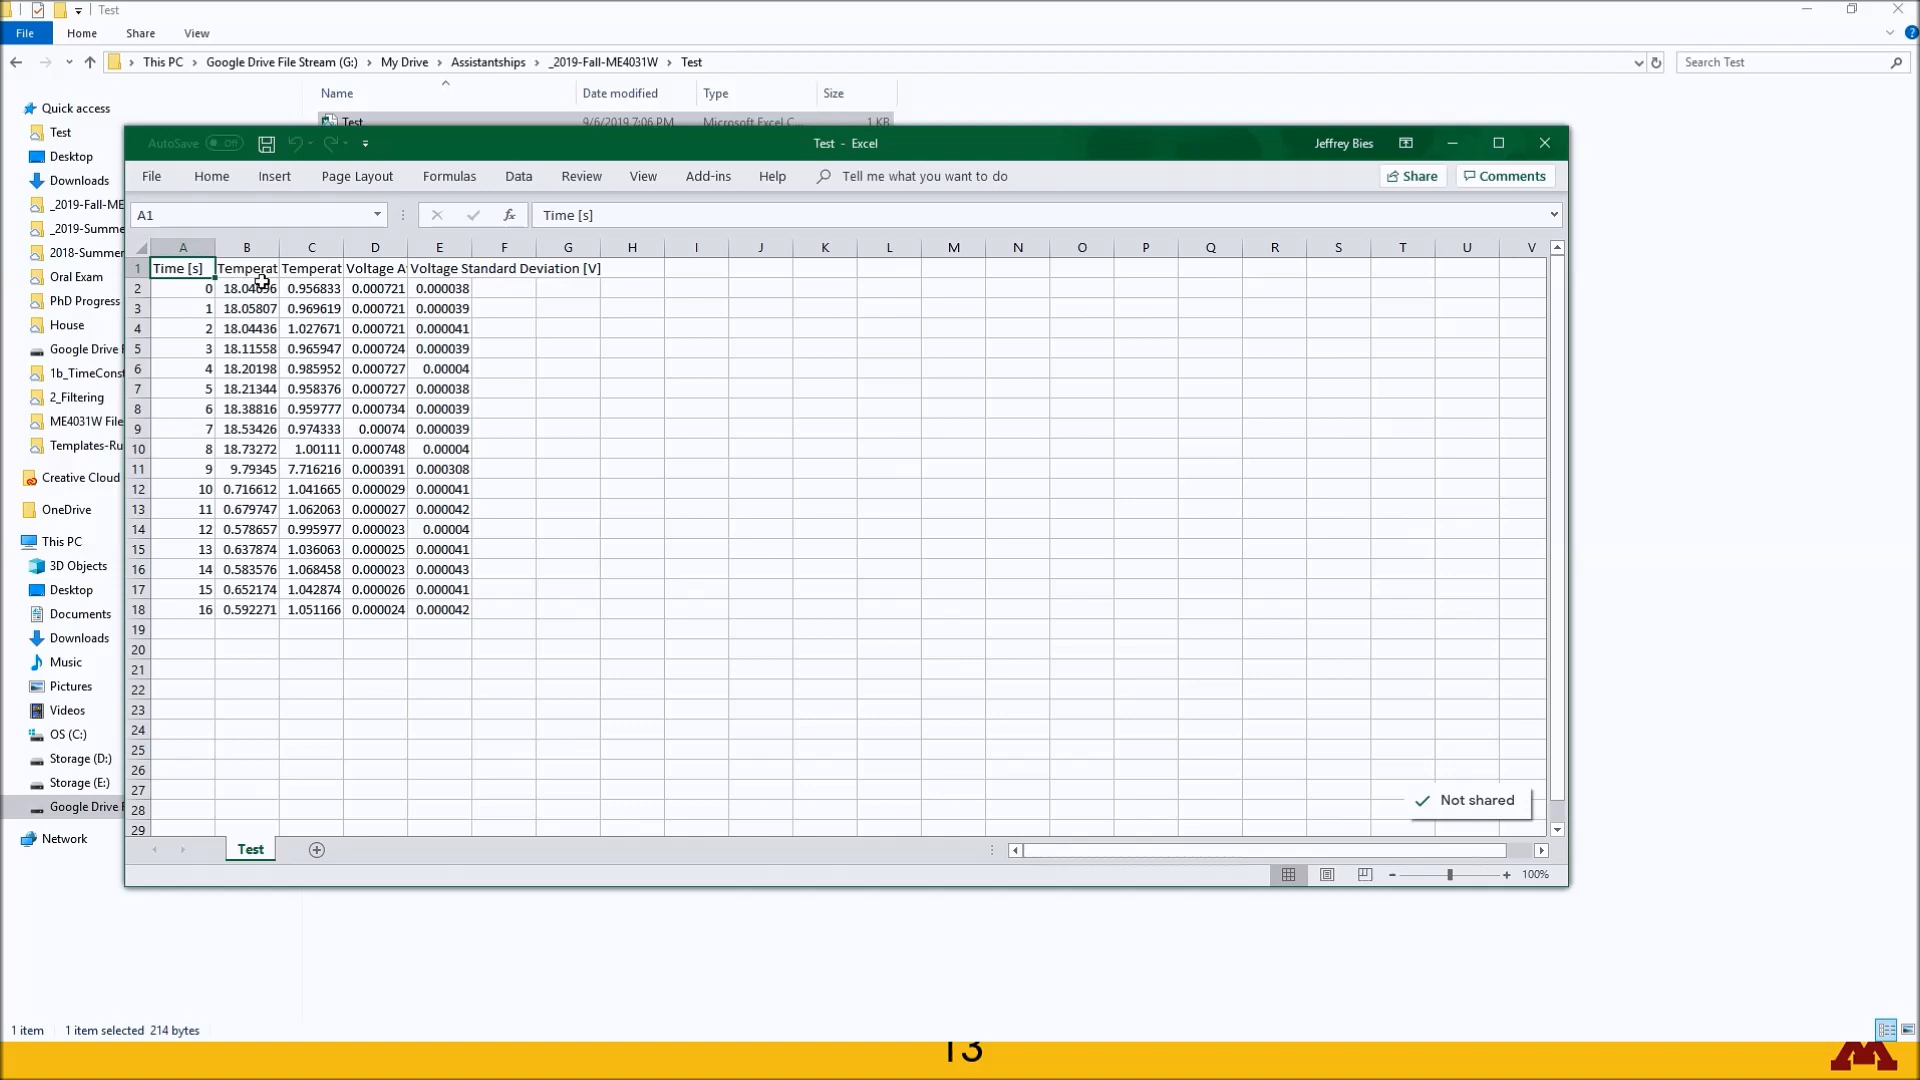 Test
File Home Share View
This PC Google Drive File Stream (G:) My Drive Assistantships _2019-Fall-ME4031W Test
Search Test
Name Date modified Type Size
Test 9/6/2019 7:06 PM Microsoft Excel C... 1 KB
Quick access
Test
Desktop
Downloads
_2019-Fall-ME
_2019-Summe
2018-Summer
Oral Exam
PhD Progress
House
Google Drive F
1b_TimeConst
2_Filtering
ME4031W File
Templates-Ru
Creative Cloud
OneDrive
This PC
3D Objects
Desktop
Documents
Downloads
Music
Pictures
Videos
OS (C:)
Storage (D:)
Storage (E:)
Google Drive F
Network
AutoSave Off
Test - Excel
Jeffrey Bies
File Home Insert Page Layout Formulas Data Review View Add-ins Help Tell me what you want to do
Share Comments
A1 fx Time [s]
A B C D E F G H I J K L M N O P Q R S T U V
1 Time [s] Temperat Temperat Voltage A Voltage Standard Deviation [V]
2 0 0.956833 0.000721 0.000038
3 1 18.05807 0.969619 0.000721 0.000039
4 2 18.04436 1.027671 0.000721 0.000041
5 3 18.11558 0.965947 0.000724 0.000039
6 4 18.20198 0.985952 0.000727 0.00004
7 5 18.21344 0.958376 0.000727 0.000038
8 6 18.38816 0.959777 0.000734 0.000039
9 7 18.53426 0.974333 0.00074 0.000039
10 8 18.73272 1.00111 0.000748 0.00004
11 9 9.79345 7.716216 0.000391 0.000308
12 10 0.716612 1.041665 0.000029 0.000041
13 11 0.679747 1.062063 0.000027 0.000042
14 12 0.578657 0.995977 0.000023 0.00004
15 13 0.637874 1.036063 0.000025 0.000041
16 14 0.583576 1.068458 0.000023 0.000043
17 15 0.652174 1.042874 0.000026 0.000041
18 16 0.592271 1.051166 0.000024 0.000042
19
20
21
22
23
24
25
26
27
28
29
Not shared
Test
100%
1 item 1 item selected 214 bytes
13
M